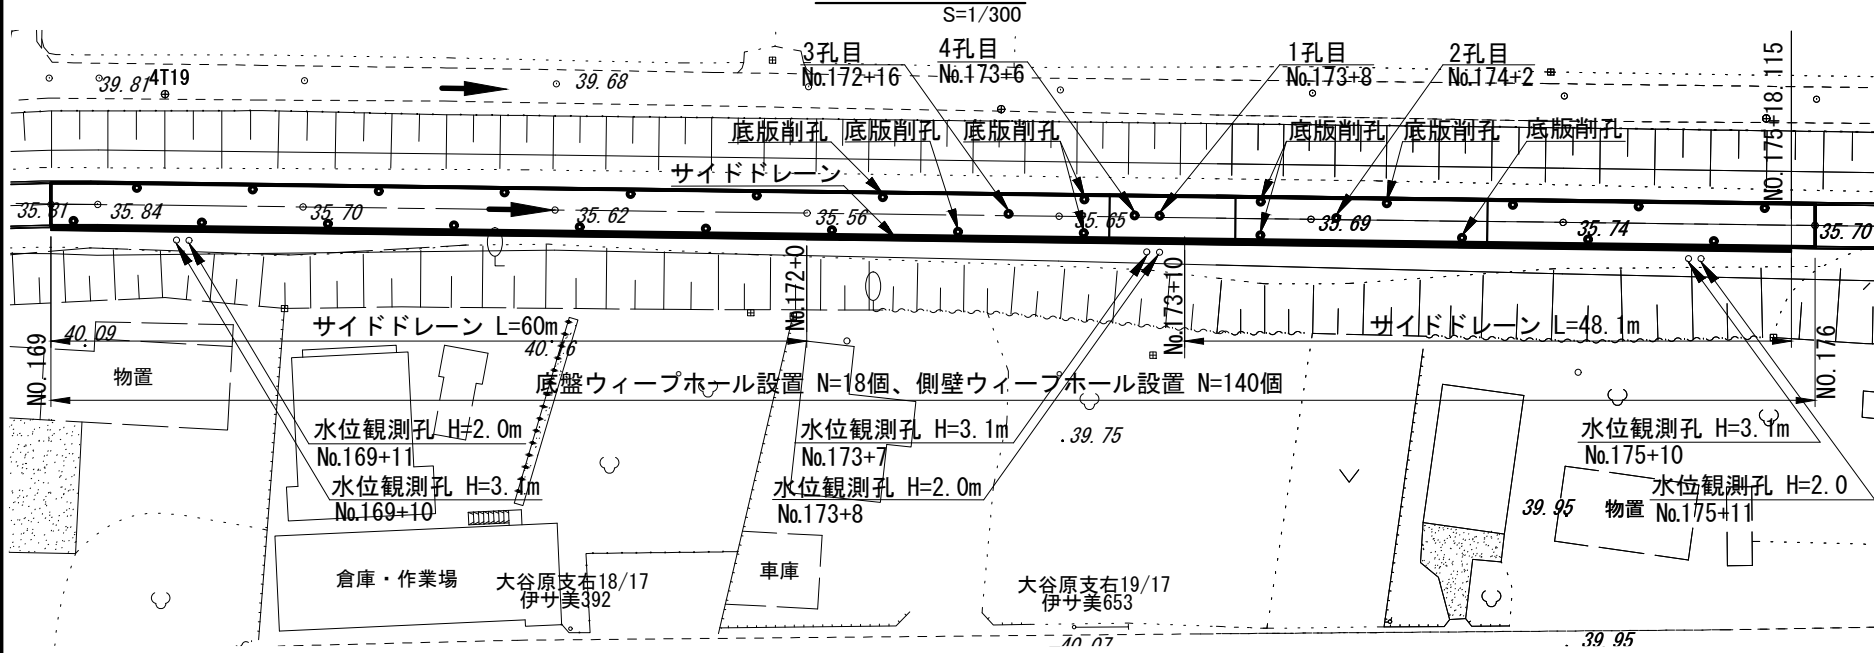 S=1/300
3孔目
No.172+16
4孔目
No.173+6
1孔目
No.173+8
2孔目
No.174+2
NO.175+18.115
39.81
4T19
39.68
底版削孔
底版削孔
底版削孔
底版削孔
底版削孔
底版削孔
サイドドレーン
35.81
35.84
35.70
35.62
35.56
35.65
35.69
35.74
35.70
NO.169
No.172+0
No.173+10
NO.176
40.09
サイドドレーン L=60m
40.16
サイドドレーン L=48.1m
物置
底盤ウィープホール設置 N=18個、側壁ウィープホール設置 N=140個
水位観測孔 H=2.0m
No.169+11
水位観測孔 H=3.1m
No.169+10
水位観測孔 H=3.1m
No.173+7
水位観測孔 H=2.0m
No.173+8
39.75
水位観測孔 H=3.1m
No.175+10
水位観測孔 H=2.0
No.175+11
39.95
物置
倉庫・作業場
大谷原支右18/17
伊サ美392
車庫
大谷原支右19/17
伊サ美653
40.07
39.95